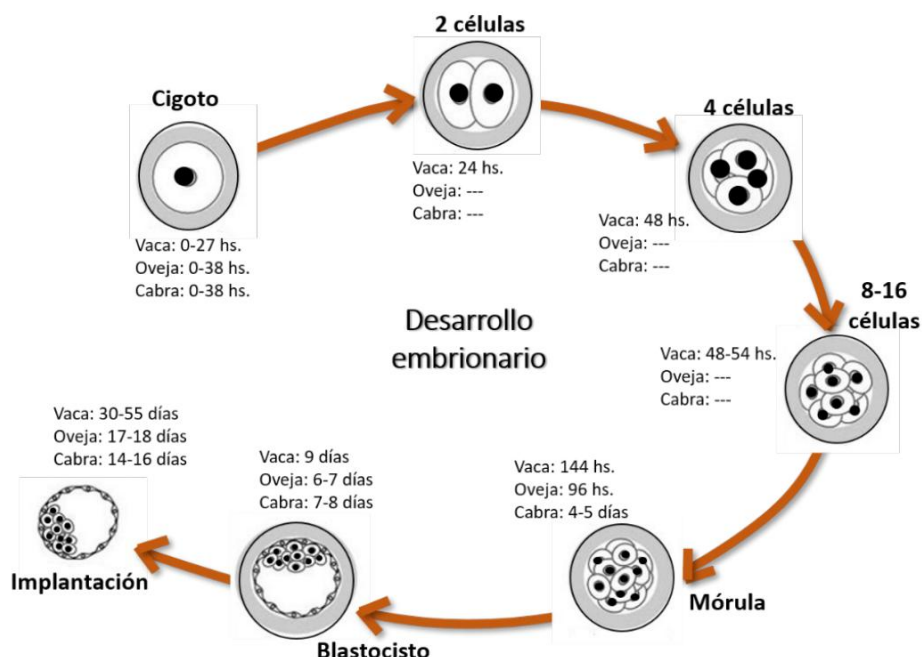 Cigoto
Vaca: 0-27 hs.
Oveja: 0-38 hs.
Cabra: 0-38 hs.
2 células
Vaca: 24 hs.
Oveja: ---
Cabra: ---
4 células
Vaca: 48 hs.
Oveja: ---
Cabra: ---
8-16
células
Vaca: 48-54 hs.
Oveja: ---
Cabra: ---
Desarrollo
embrionario
Vaca: 144 hs.
Oveja: 96 hs.
Cabra: 4-5 días
Mórula
Vaca: 9 días
Oveja: 6-7 días
Cabra: 7-8 días
Blastocisto
Vaca: 30-55 días
Oveja: 17-18 días
Cabra: 14-16 días
Implantación